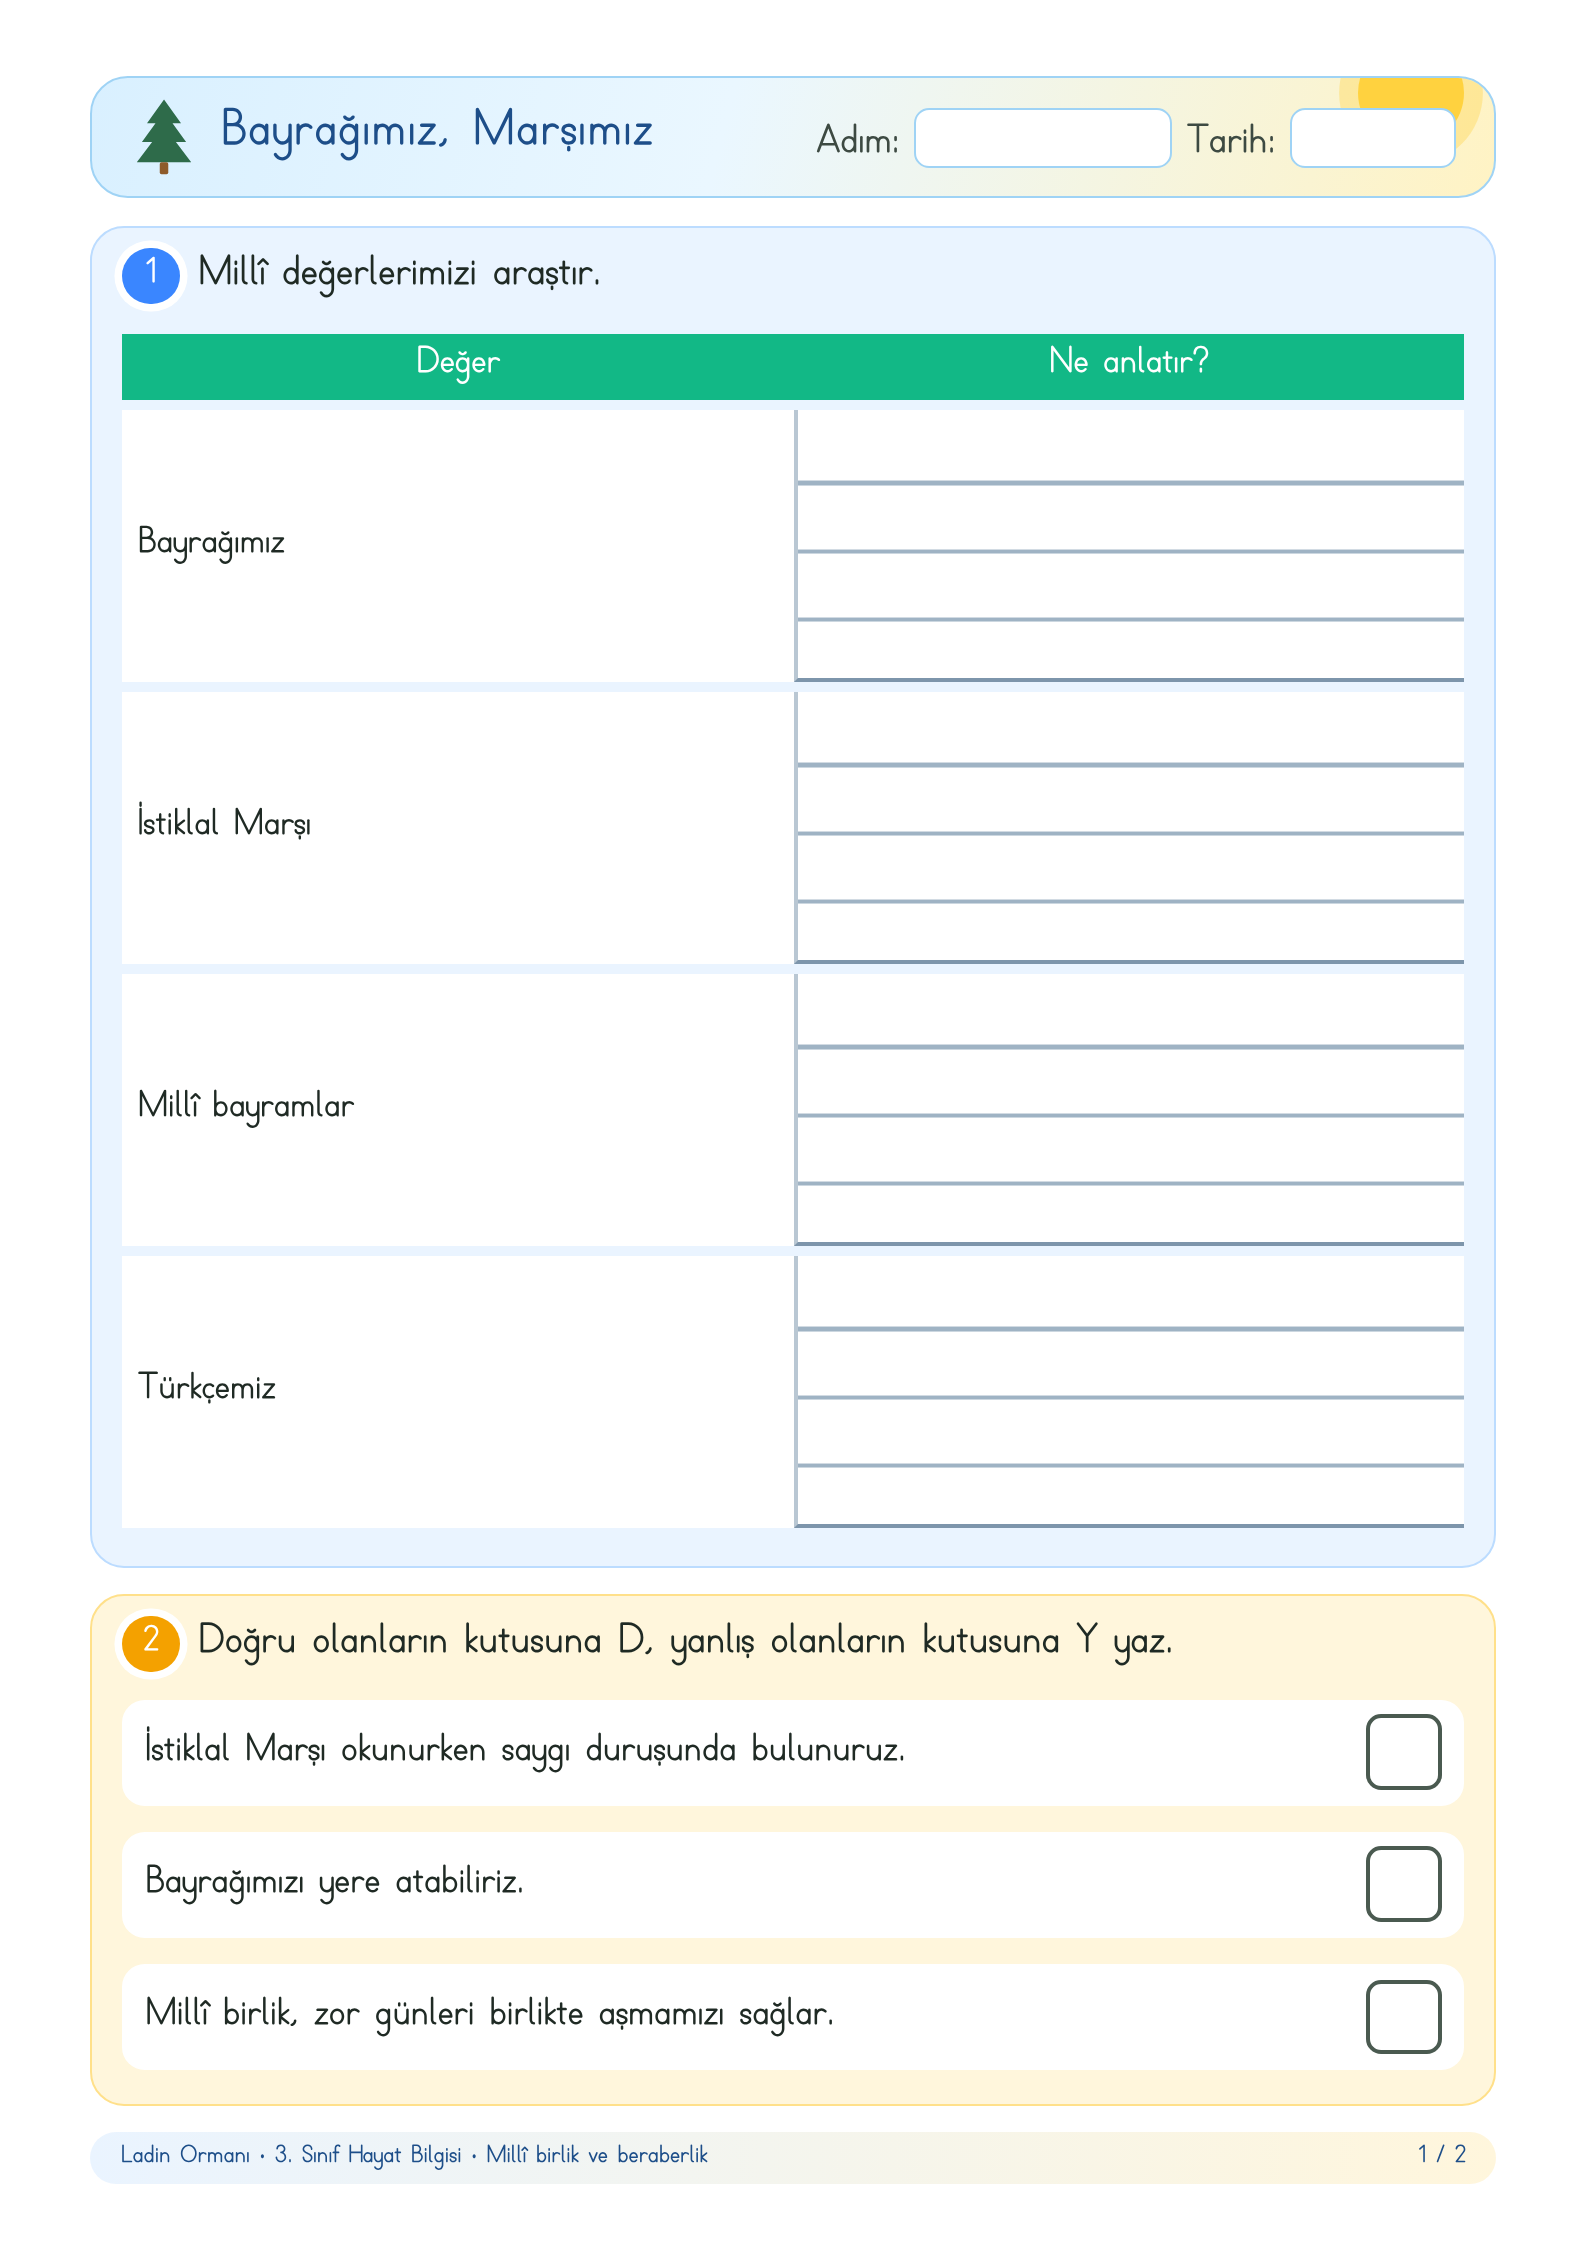 Bayrağımız, Marşımız
Adım:
Tarih:
1
Millî değerlerimizi araştır.
Değer
Ne anlatır?
Bayrağımız
İstiklal Marşı
Millî bayramlar
Türkçemiz
2
Doğru olanların kutusuna D, yanlış olanların kutusuna Y yaz.
İstiklal Marşı okunurken saygı duruşunda bulunuruz.
Bayrağımızı yere atabiliriz.
Millî birlik, zor günleri birlikte aşmamızı sağlar.
Ladin Ormanı • 3. Sınıf Hayat Bilgisi • Millî birlik ve beraberlik
1 / 2